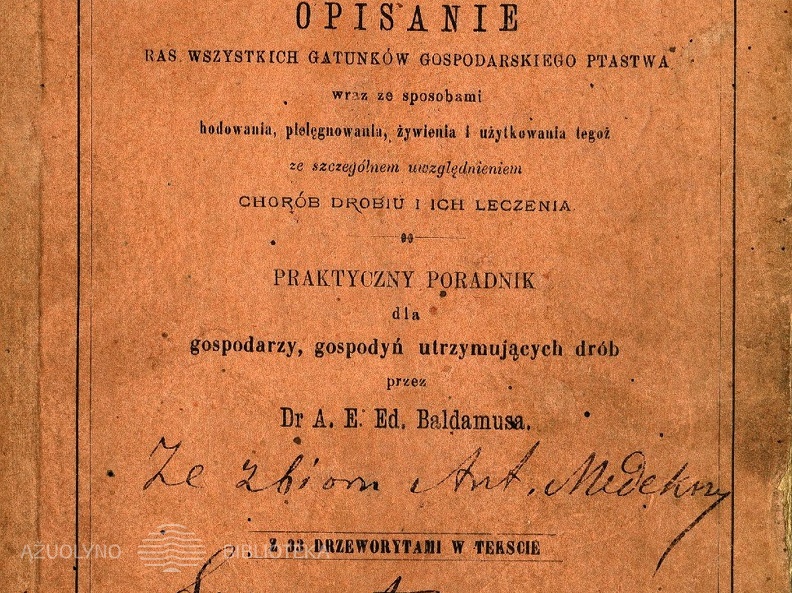 OPISANIE
RAS WSZYSTKICH GATUNKÓW GOSPODARSKIEGO PTASTWA
wraz ze sposobami
hodowania, pielęgnowania, żywienia i użytkowania tegoż
ze szczególnem uwzględnieniem
CHORÓB DROBIU I ICH LECZENIA
PRAKTYCZNY PORADNIK
dla
gospodarzy, gospodyń utrzymujących drób
przez
Dr A. E. Ed. Baldamusa.
Ze zbioru Ant.
Z 33 DRZEWORYTAMI W TEKSCIE
AZUOLYNO BIBLIOTEKA